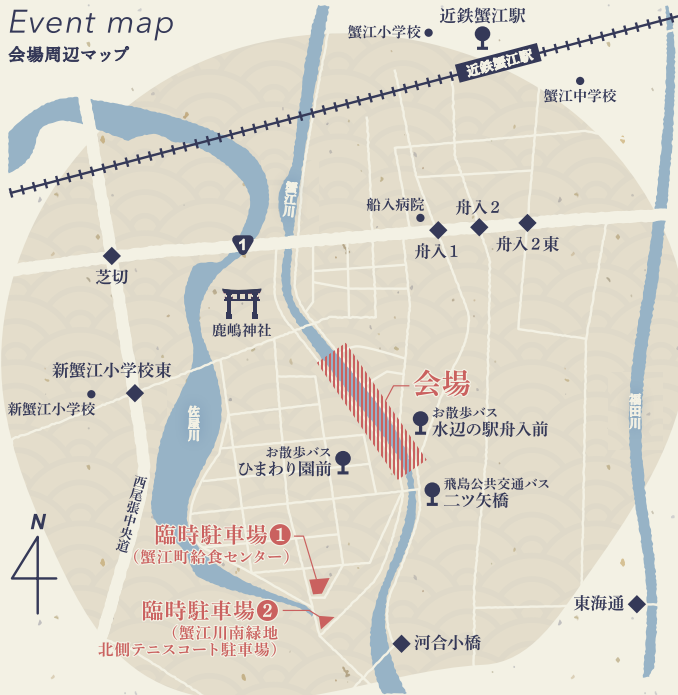 Event map
会場周辺マップ
近鉄蟹江駅
蟹江小学校
近鉄蟹江駅
蟹江中学校
蟹江川
船入病院
舟入2
1
舟入1
舟入2東
芝切
鹿嶋神社
新蟹江小学校東
新蟹江小学校
会場
お散歩バス
水辺の駅舟入前
福田川
佐屋川
お散歩バス
ひまわり園前
飛島公共交通バス
二ツ矢橋
西尾張中央道
N
臨時駐車場❶
（蟹江町給食センター）
臨時駐車場❷
（蟹江川南緑地
北側テニスコート駐車場）
東海通
河合小橋